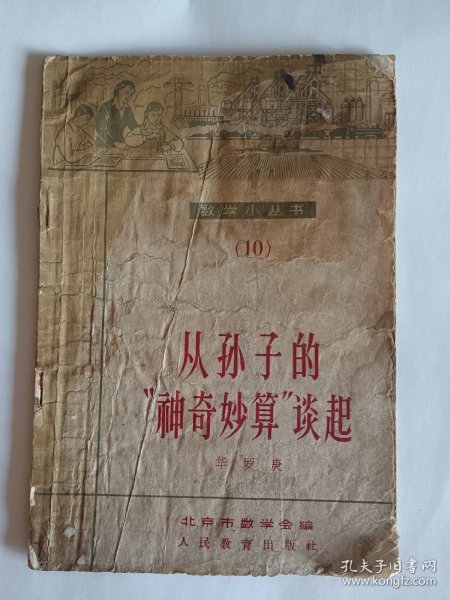 数学小丛书
(10)
从孙子的
“神奇妙算”谈起
华罗庚
北京市数学会編
人民教育出版社
孔夫子旧书网
www.kongfz.com